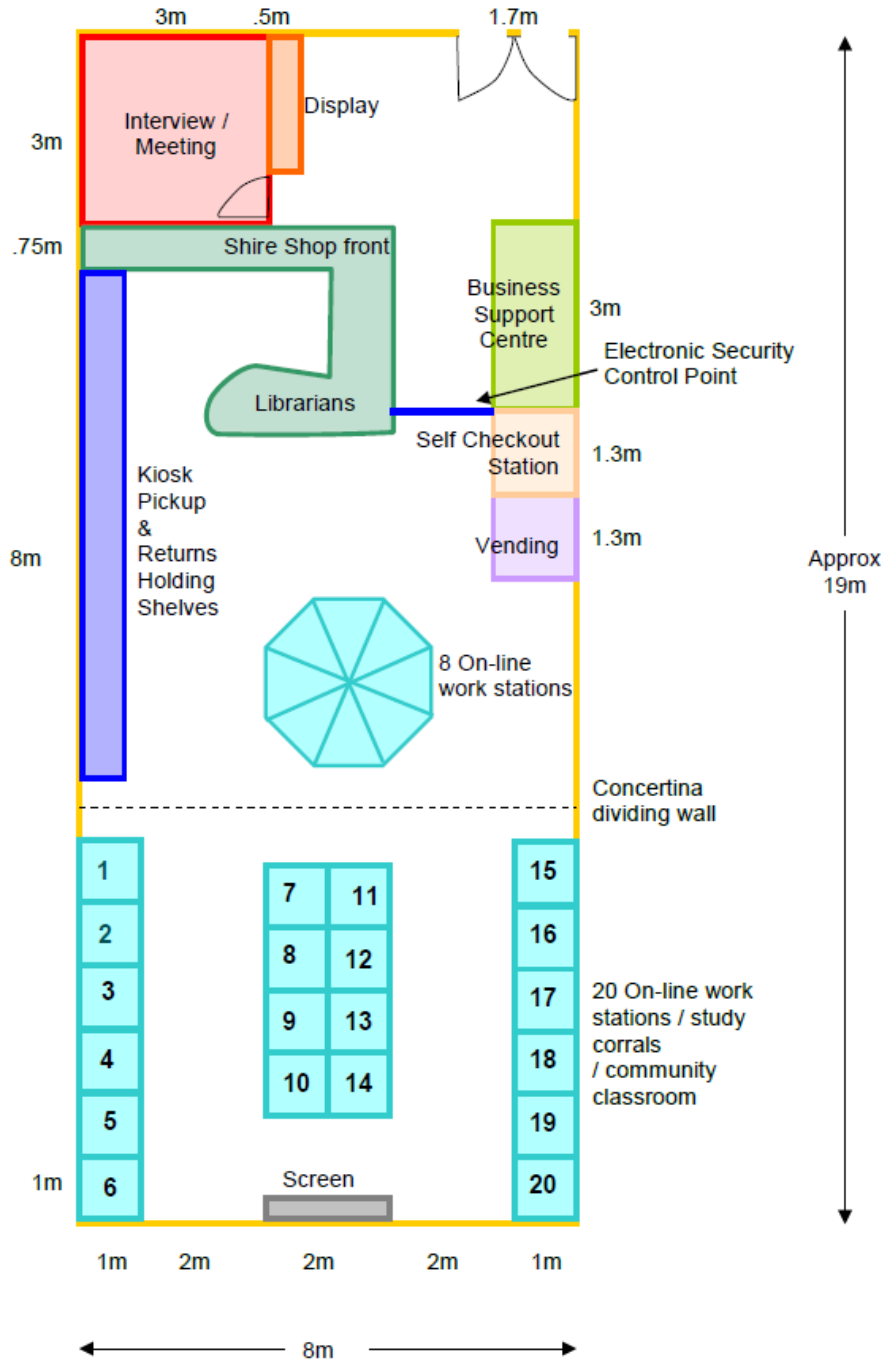 3m
.5m
1.7m
Display
Interview /
Meeting
3m
.75m
Shire Shop front
Business
Support
Centre
3m
Electronic Security
Control Point
Librarians
Self Checkout
Station
1.3m
Kiosk
Pickup
&
Returns
Holding
Shelves
Vending
1.3m
8m
Approx
19m
8 On-line
work stations
Concertina
dividing wall
1
2
3
4
5
6
7
8
9
10
11
12
13
14
15
16
17
18
19
20
20 On-line work
stations / study
corrals
/ community
classroom
1m
Screen
1m
2m
2m
2m
1m
8m